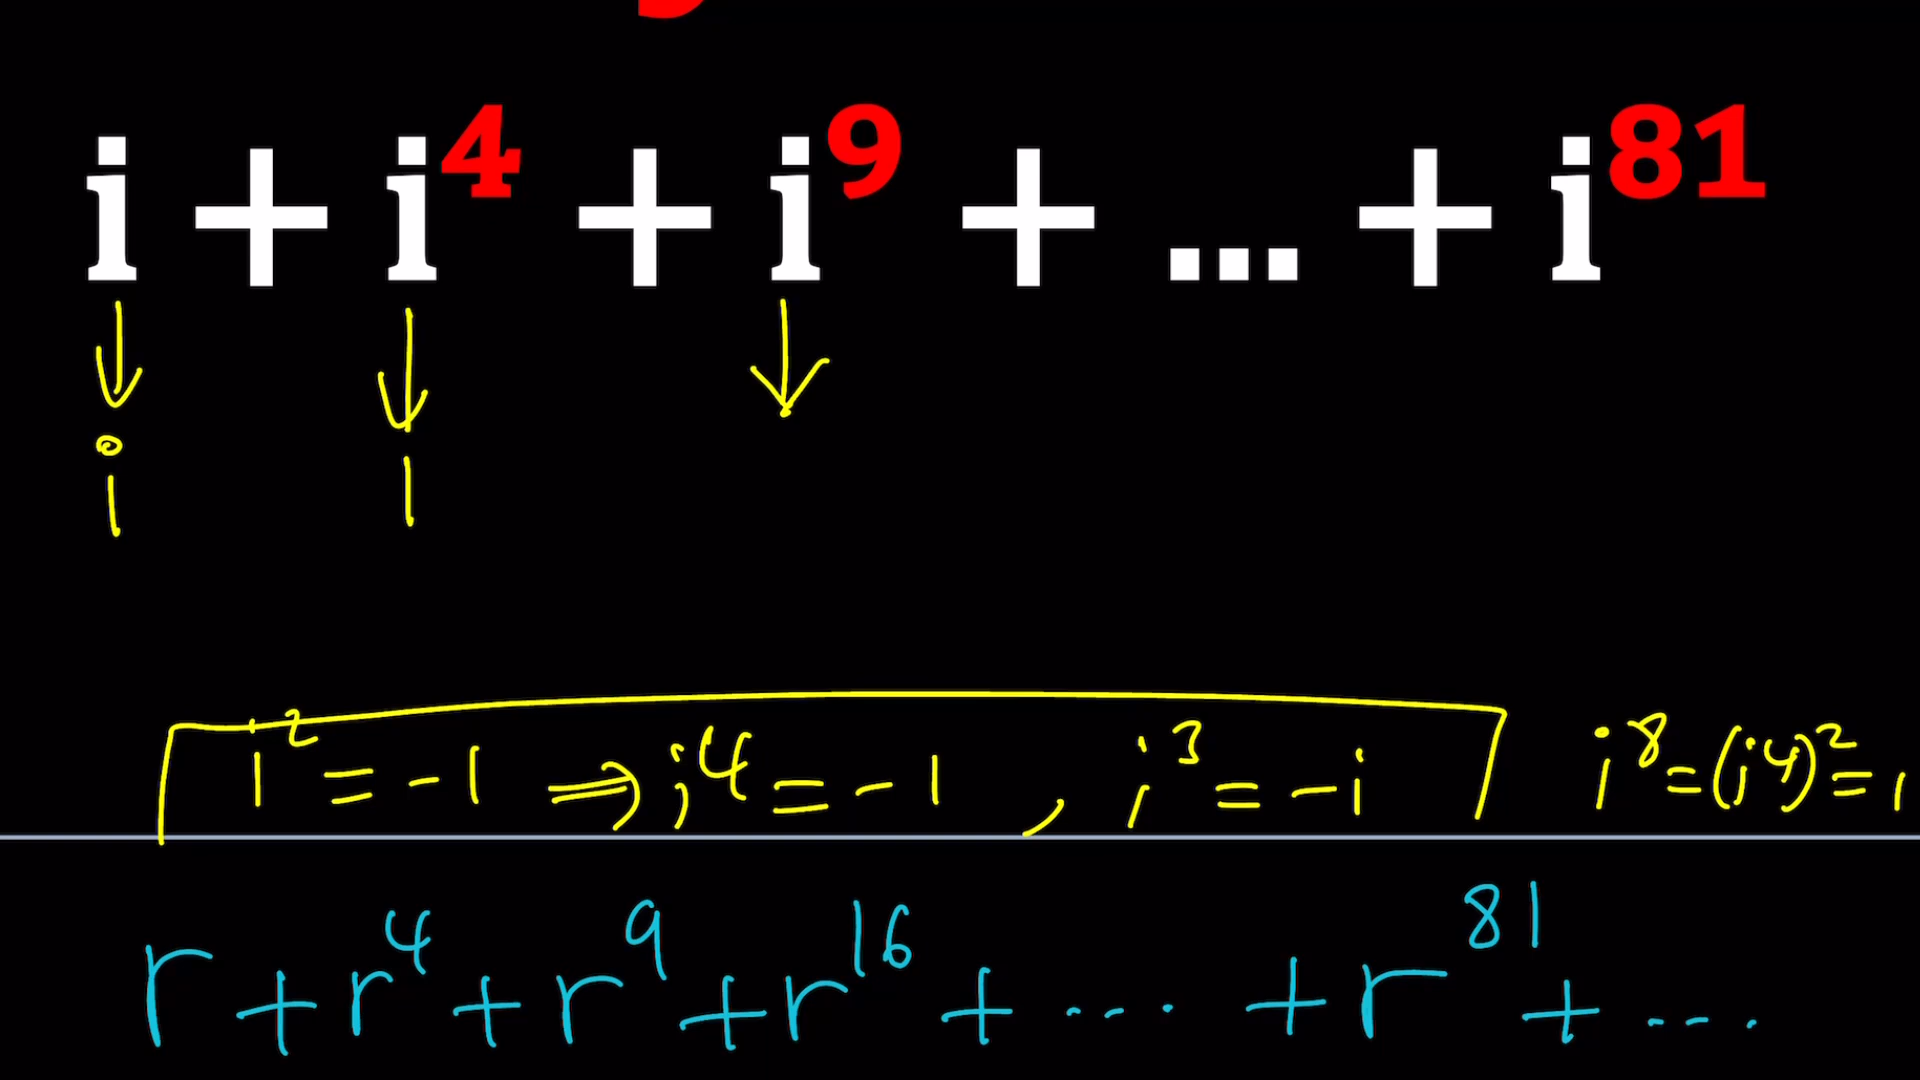 i + i⁴ + i⁹ + ... + i⁸¹
i 1
i² = -1 ⇒ i⁴ = -1 , i³ = -i i⁸ = (i⁴)² = 1
r + r⁴ + r⁹ + r¹⁶ + ... + r⁸¹ + ...